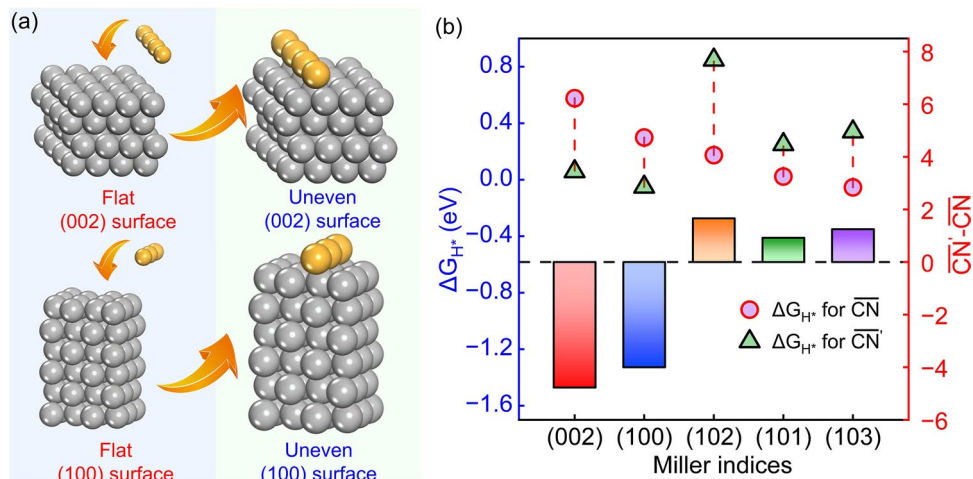 (a)
Flat
(002) surface
Uneven
(002) surface
Flat
(100) surface
Uneven
(100) surface
(b)
ΔG_H* (eV)
0.8
0.4
0.0
−0.4
−0.8
−1.2
−1.6
8
6
4
2
0
−2
−4
−6
C̅N̅'-C̅N̅
ΔG_H* for C̅N̅
ΔG_H* for C̅N̅'
(002) (100) (102) (101) (103)
Miller indices